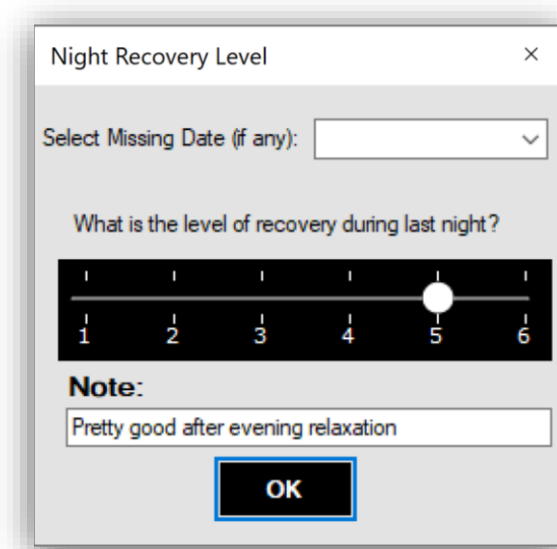 Night Recovery Level
Select Missing Date (if any):
What is the level of recovery during last night?
1 2 3 4 5 6
Note:
Pretty good after evening relaxation
OK